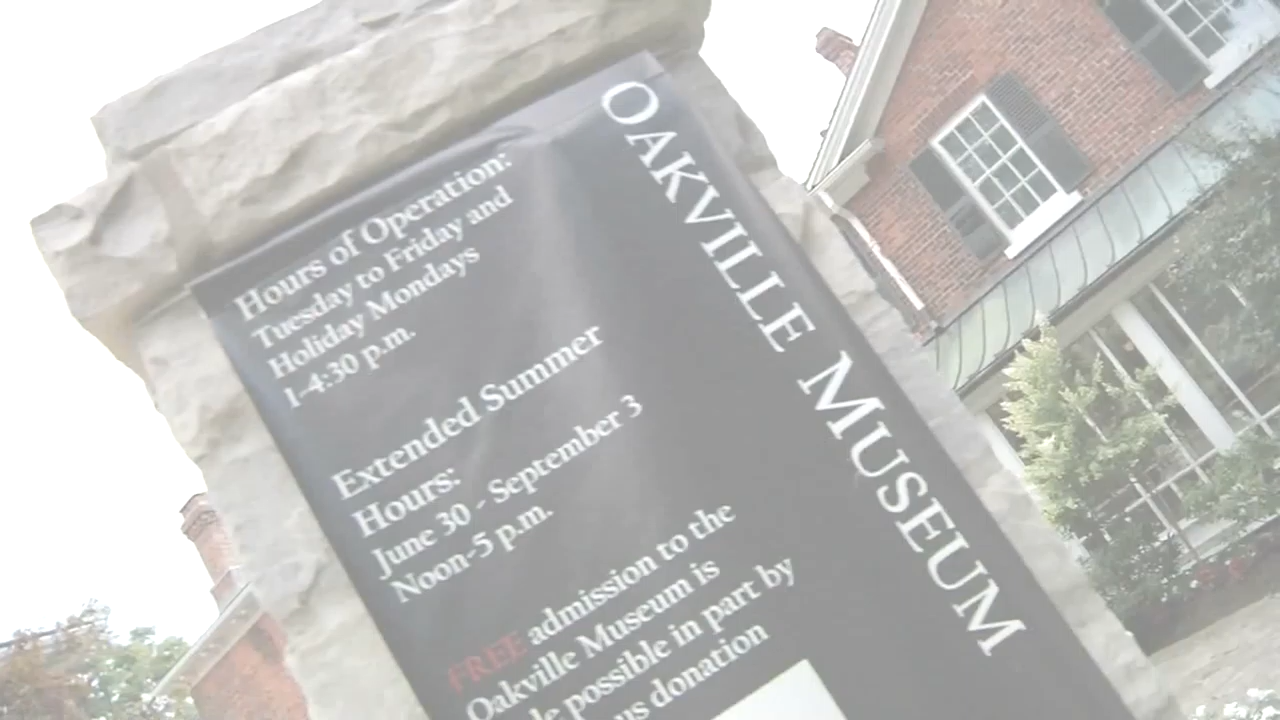 OAKVILLE MUSEUM
Hours of Operation:
Tuesday to Friday and
Holiday Mondays
1-4:30 p.m.
Extended Summer
Hours:
June 30 - September 3
Noon-5 p.m.
FREE admission to the
Oakville Museum is
possible in part by
donation